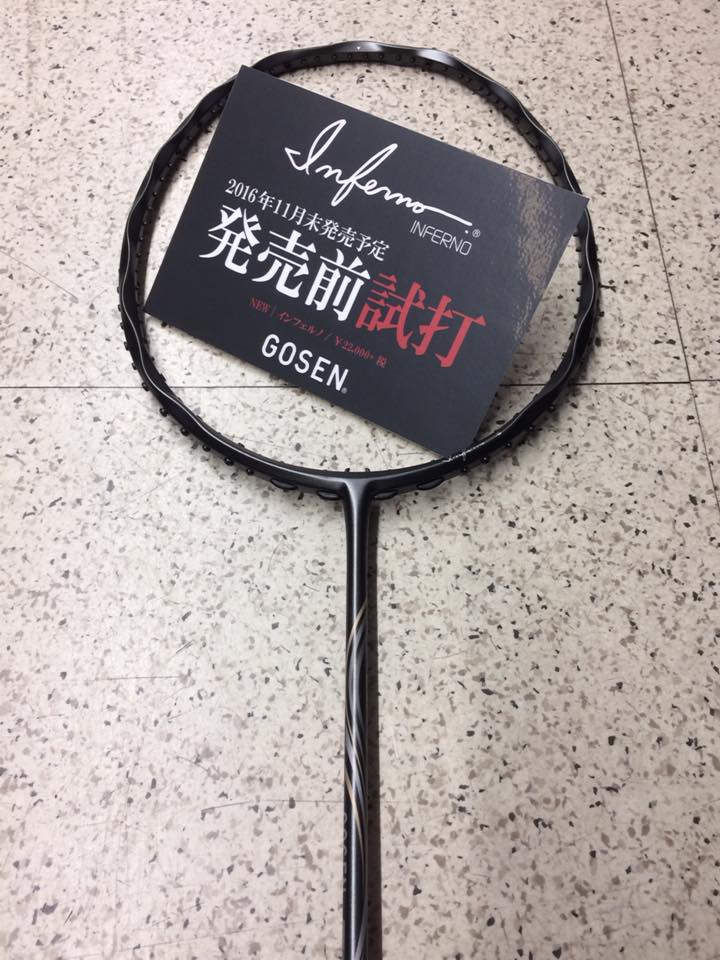 Inferno
INFERNO®
2016年11月末発売予定
発売前試打
NEW | インフェルノ / ¥22,000+税
GOSEN®
GOSEN